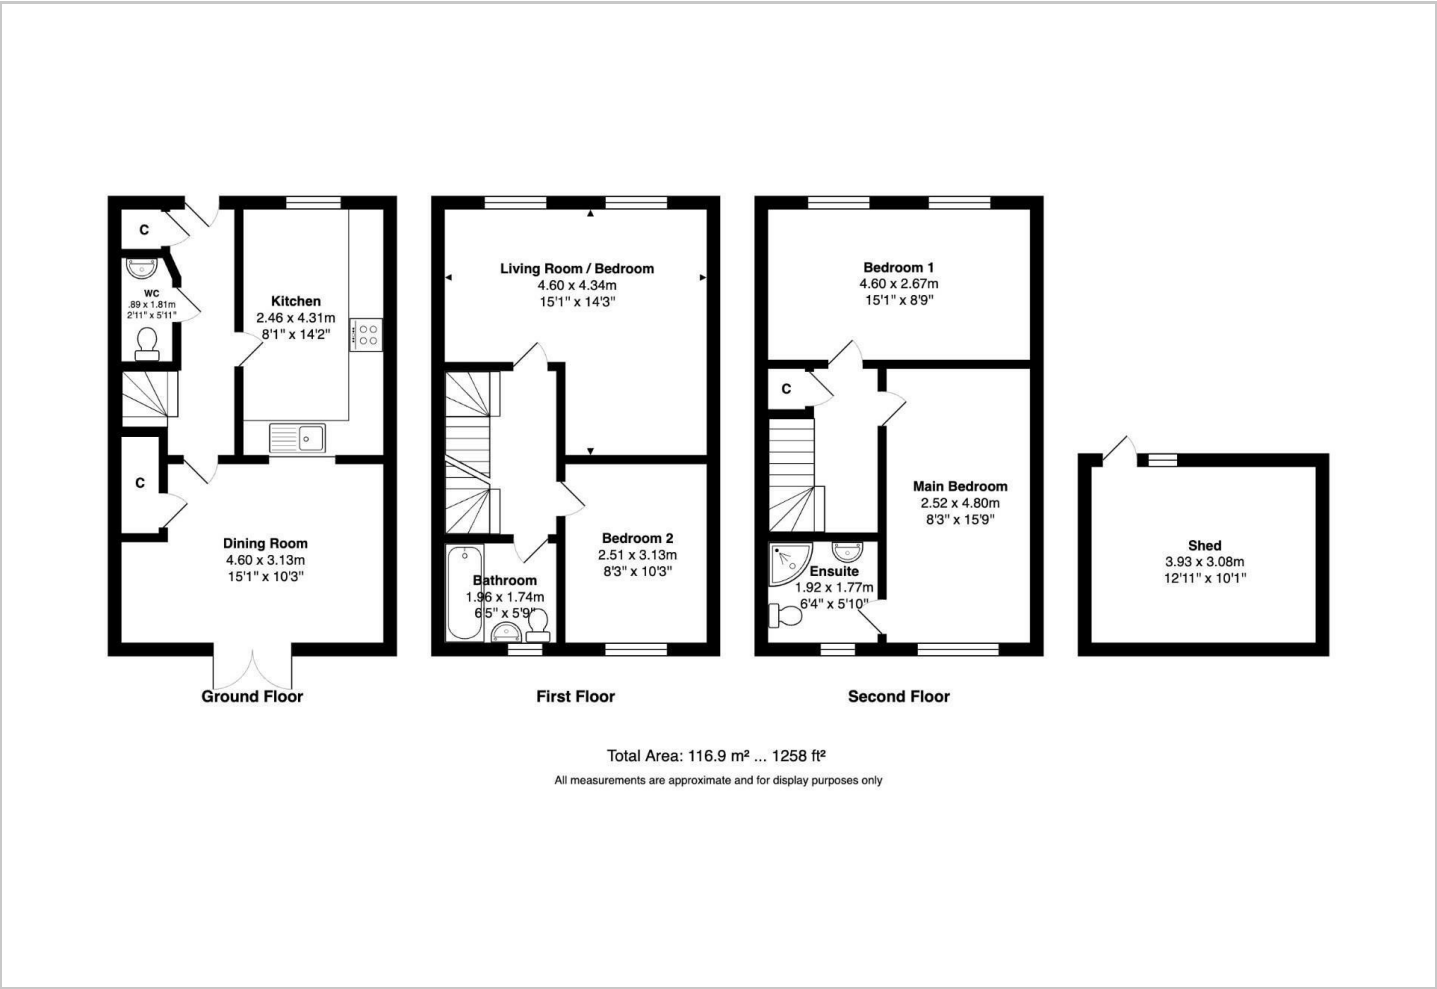 C
WC
.89 x 1.81m
2'11" x 5'11"
Kitchen
2.46 x 4.31m
8'1" x 14'2"
C
Dining Room
4.60 x 3.13m
15'1" x 10'3"
Ground Floor
Living Room / Bedroom
4.60 x 4.34m
15'1" x 14'3"
Bedroom 2
2.51 x 3.13m
8'3" x 10'3"
Bathroom
1.96 x 1.74m
6'5" x 5'9"
First Floor
Bedroom 1
4.60 x 2.67m
15'1" x 8'9"
C
Main Bedroom
2.52 x 4.80m
8'3" x 15'9"
Ensuite
1.92 x 1.77m
6'4" x 5'10"
Second Floor
Shed
3.93 x 3.08m
12'11" x 10'1"
Total Area: 116.9 m² ... 1258 ft²
All measurements are approximate and for display purposes only